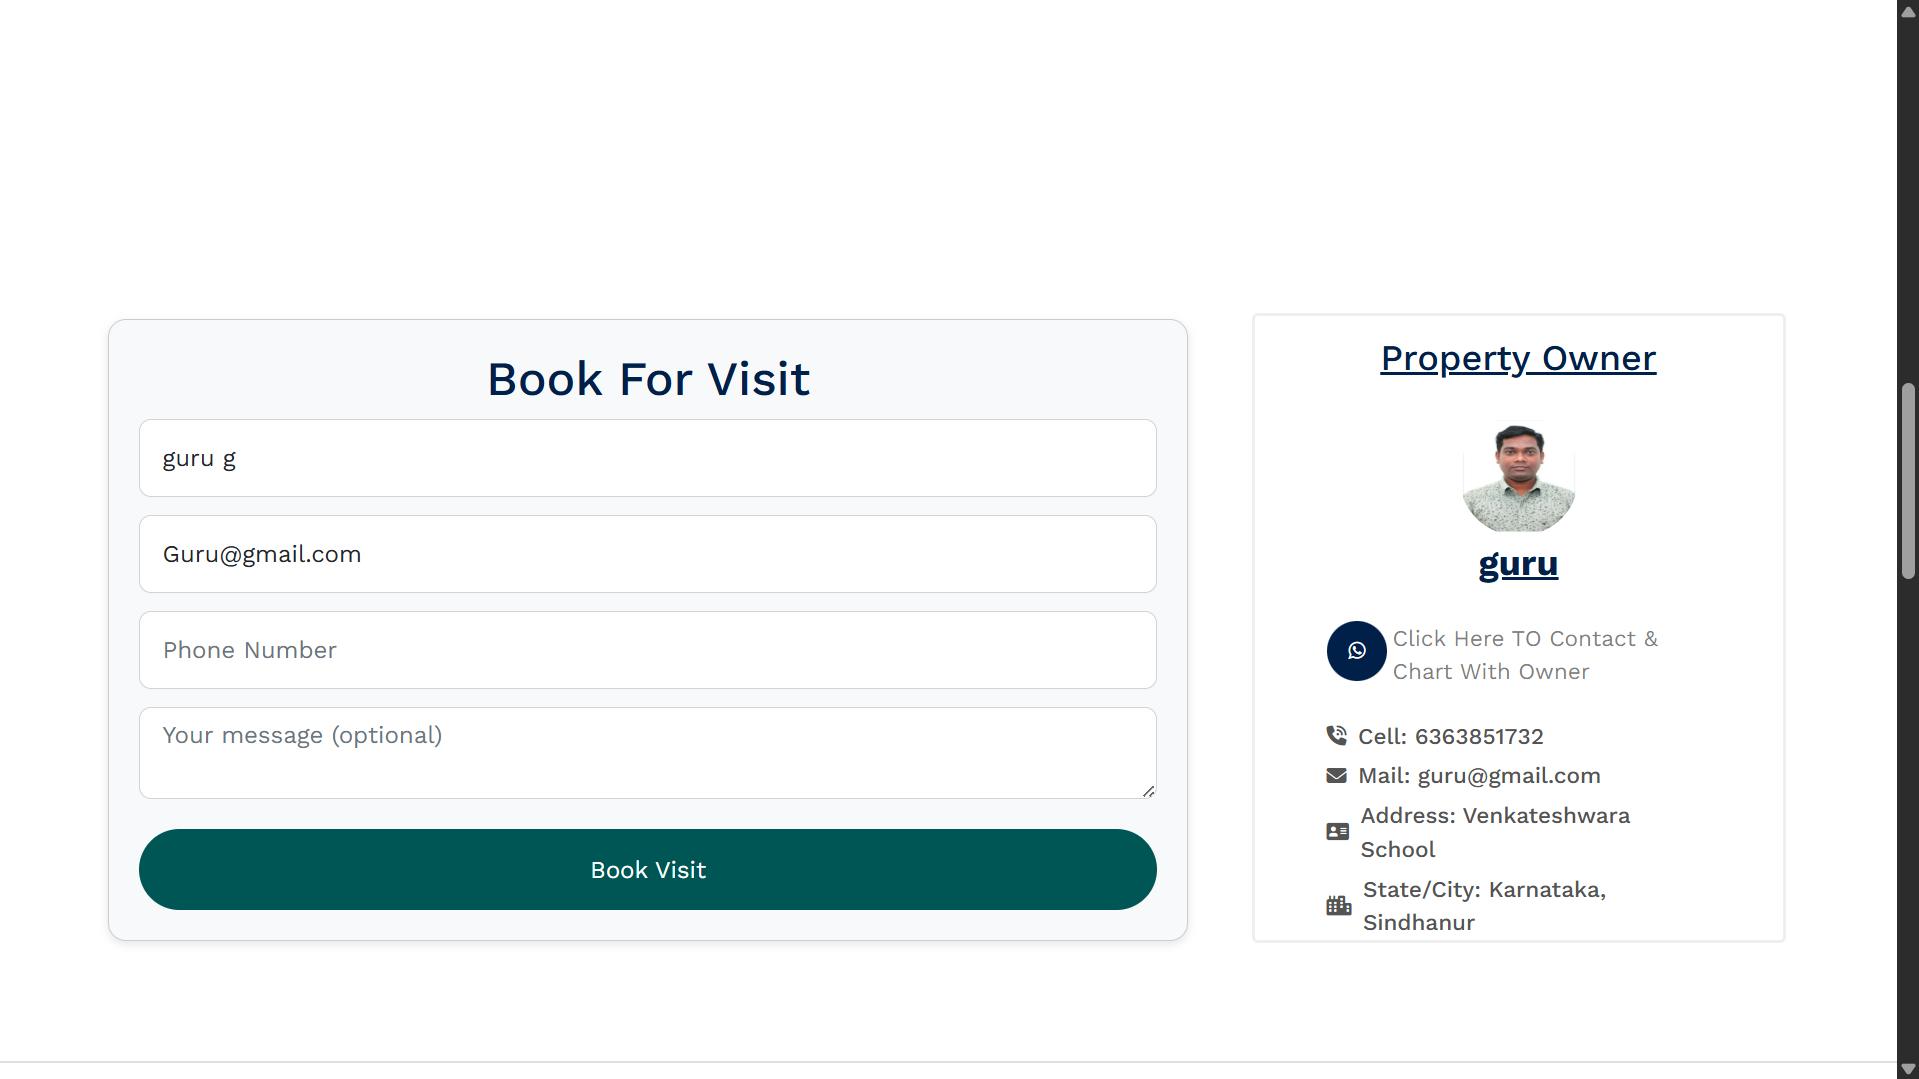 Book For Visit
guru g
Guru@gmail.com
Phone Number
Your message (optional)
Book Visit
Property Owner
guru
Click Here TO Contact &
Chart With Owner
Cell: 6363851732
Mail: guru@gmail.com
Address: Venkateshwara
School
State/City: Karnataka,
Sindhanur